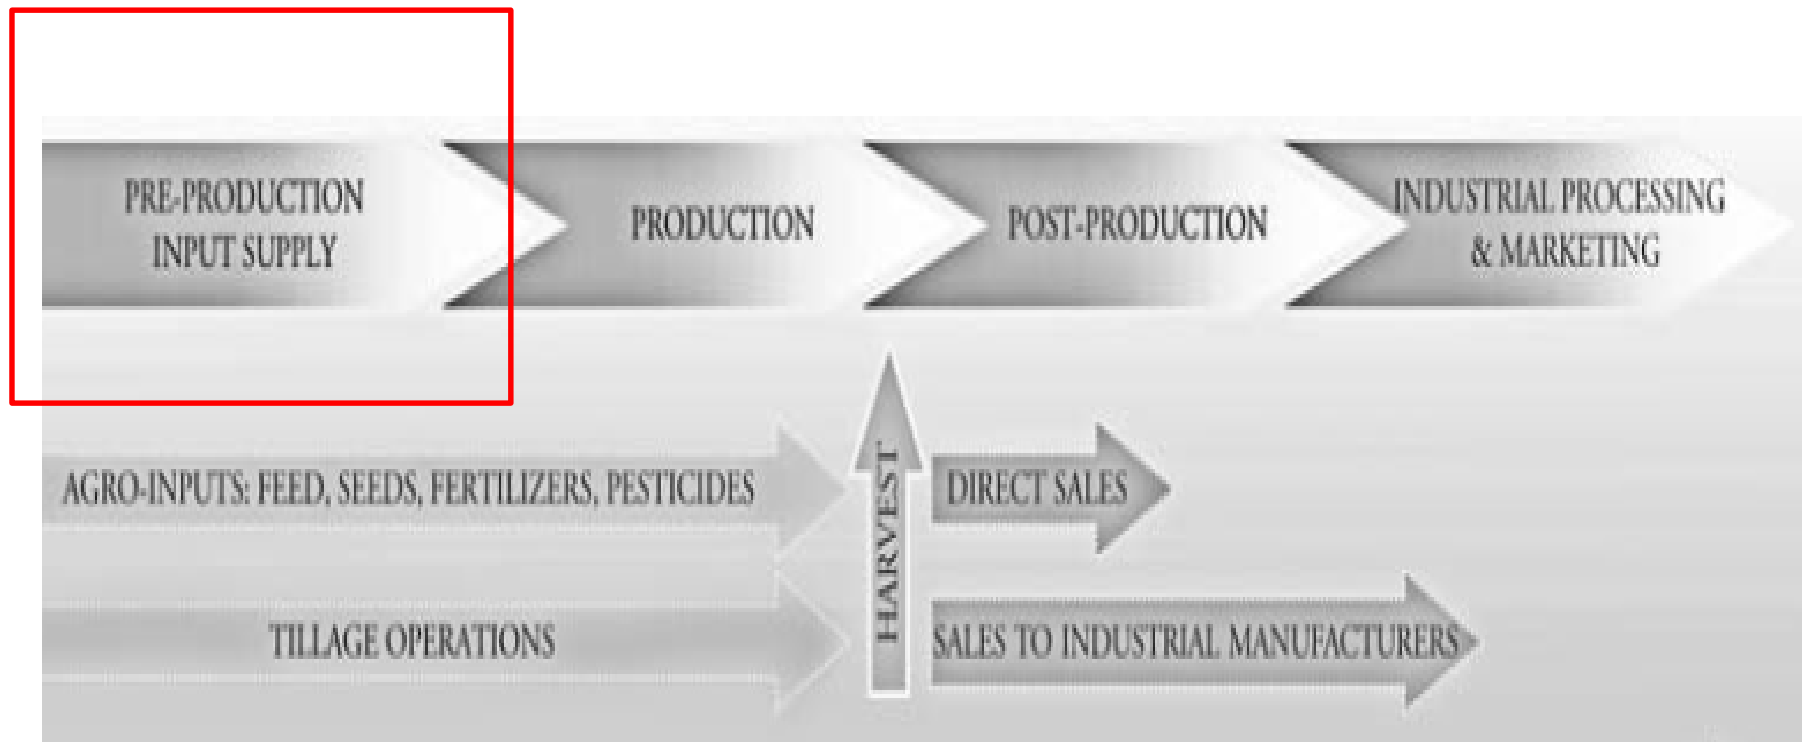 PRE-PRODUCTION
INPUT SUPPLY
PRODUCTION
POST-PRODUCTION
INDUSTRIAL PROCESSING
& MARKETING
AGRO-INPUTS: FEED, SEEDS, FERTILIZERS, PESTICIDES
HARVEST
DIRECT SALES
TILLAGE OPERATIONS
SALES TO INDUSTRIAL MANUFACTURERS